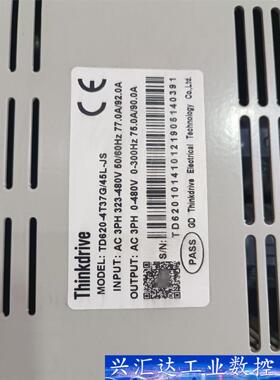 Thinkdrive
CE
MODEL: TD620-4T37G/45L-JS
INPUT: AC 3PH 323-480V 50/60Hz 77.0A/92.0A
OUTPUT: AC 3PH 0-480V 0-300Hz 75.0A/90.0A
S/N:
TD620101410121905140391
PASS
GD Thinkdrive Electrical Technology Co.,Ltd.
兴汇达工业数控